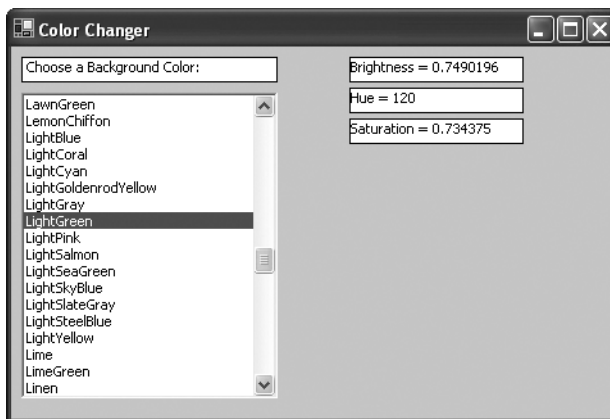 Color Changer
Choose a Background Color:
LawnGreen
LemonChiffon
LightBlue
LightCoral
LightCyan
LightGoldenrodYellow
LightGray
LightGreen
LightPink
LightSalmon
LightSeaGreen
LightSkyBlue
LightSlateGray
LightSteelBlue
LightYellow
Lime
LimeGreen
Linen
Brightness = 0.7490196
Hue = 120
Saturation = 0.734375